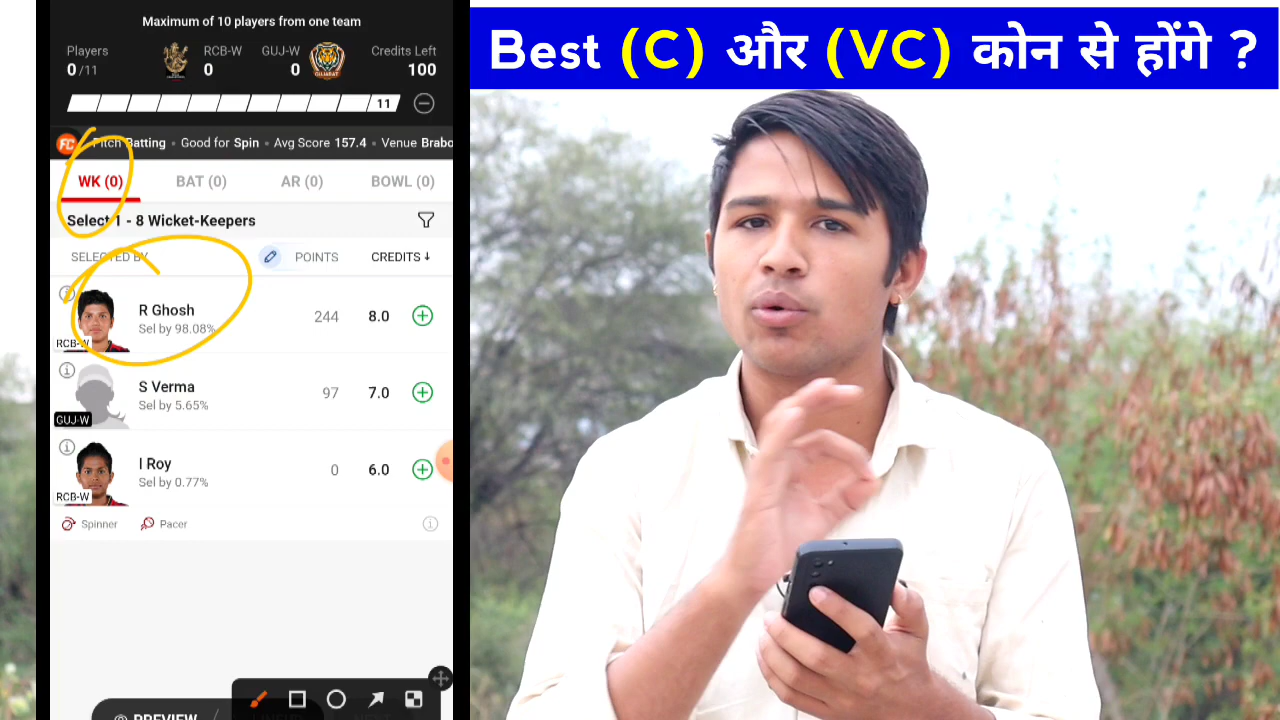 Maximum of 10 players from one team
Players
0/11
RCB-W
0
GUJ-W
0
GUJARAT
Credits Left
100
11
FC Pitch Batting • Good for Spin • Avg Score 157.4 • Venue Brabo
WK (0) BAT (0) AR (0) BOWL (0)
Select 1 - 8 Wicket-Keepers
SELECTED BY POINTS CREDITS↓
R Ghosh 244 8.0
Sel by 98.08%
RCB-W
S Verma 97 7.0
Sel by 5.65%
GUJ-W
I Roy 0 6.0
Sel by 0.77%
RCB-W
Spinner Pacer
PREVIEW
Best (C) और (VC) कोन से होंगे ?